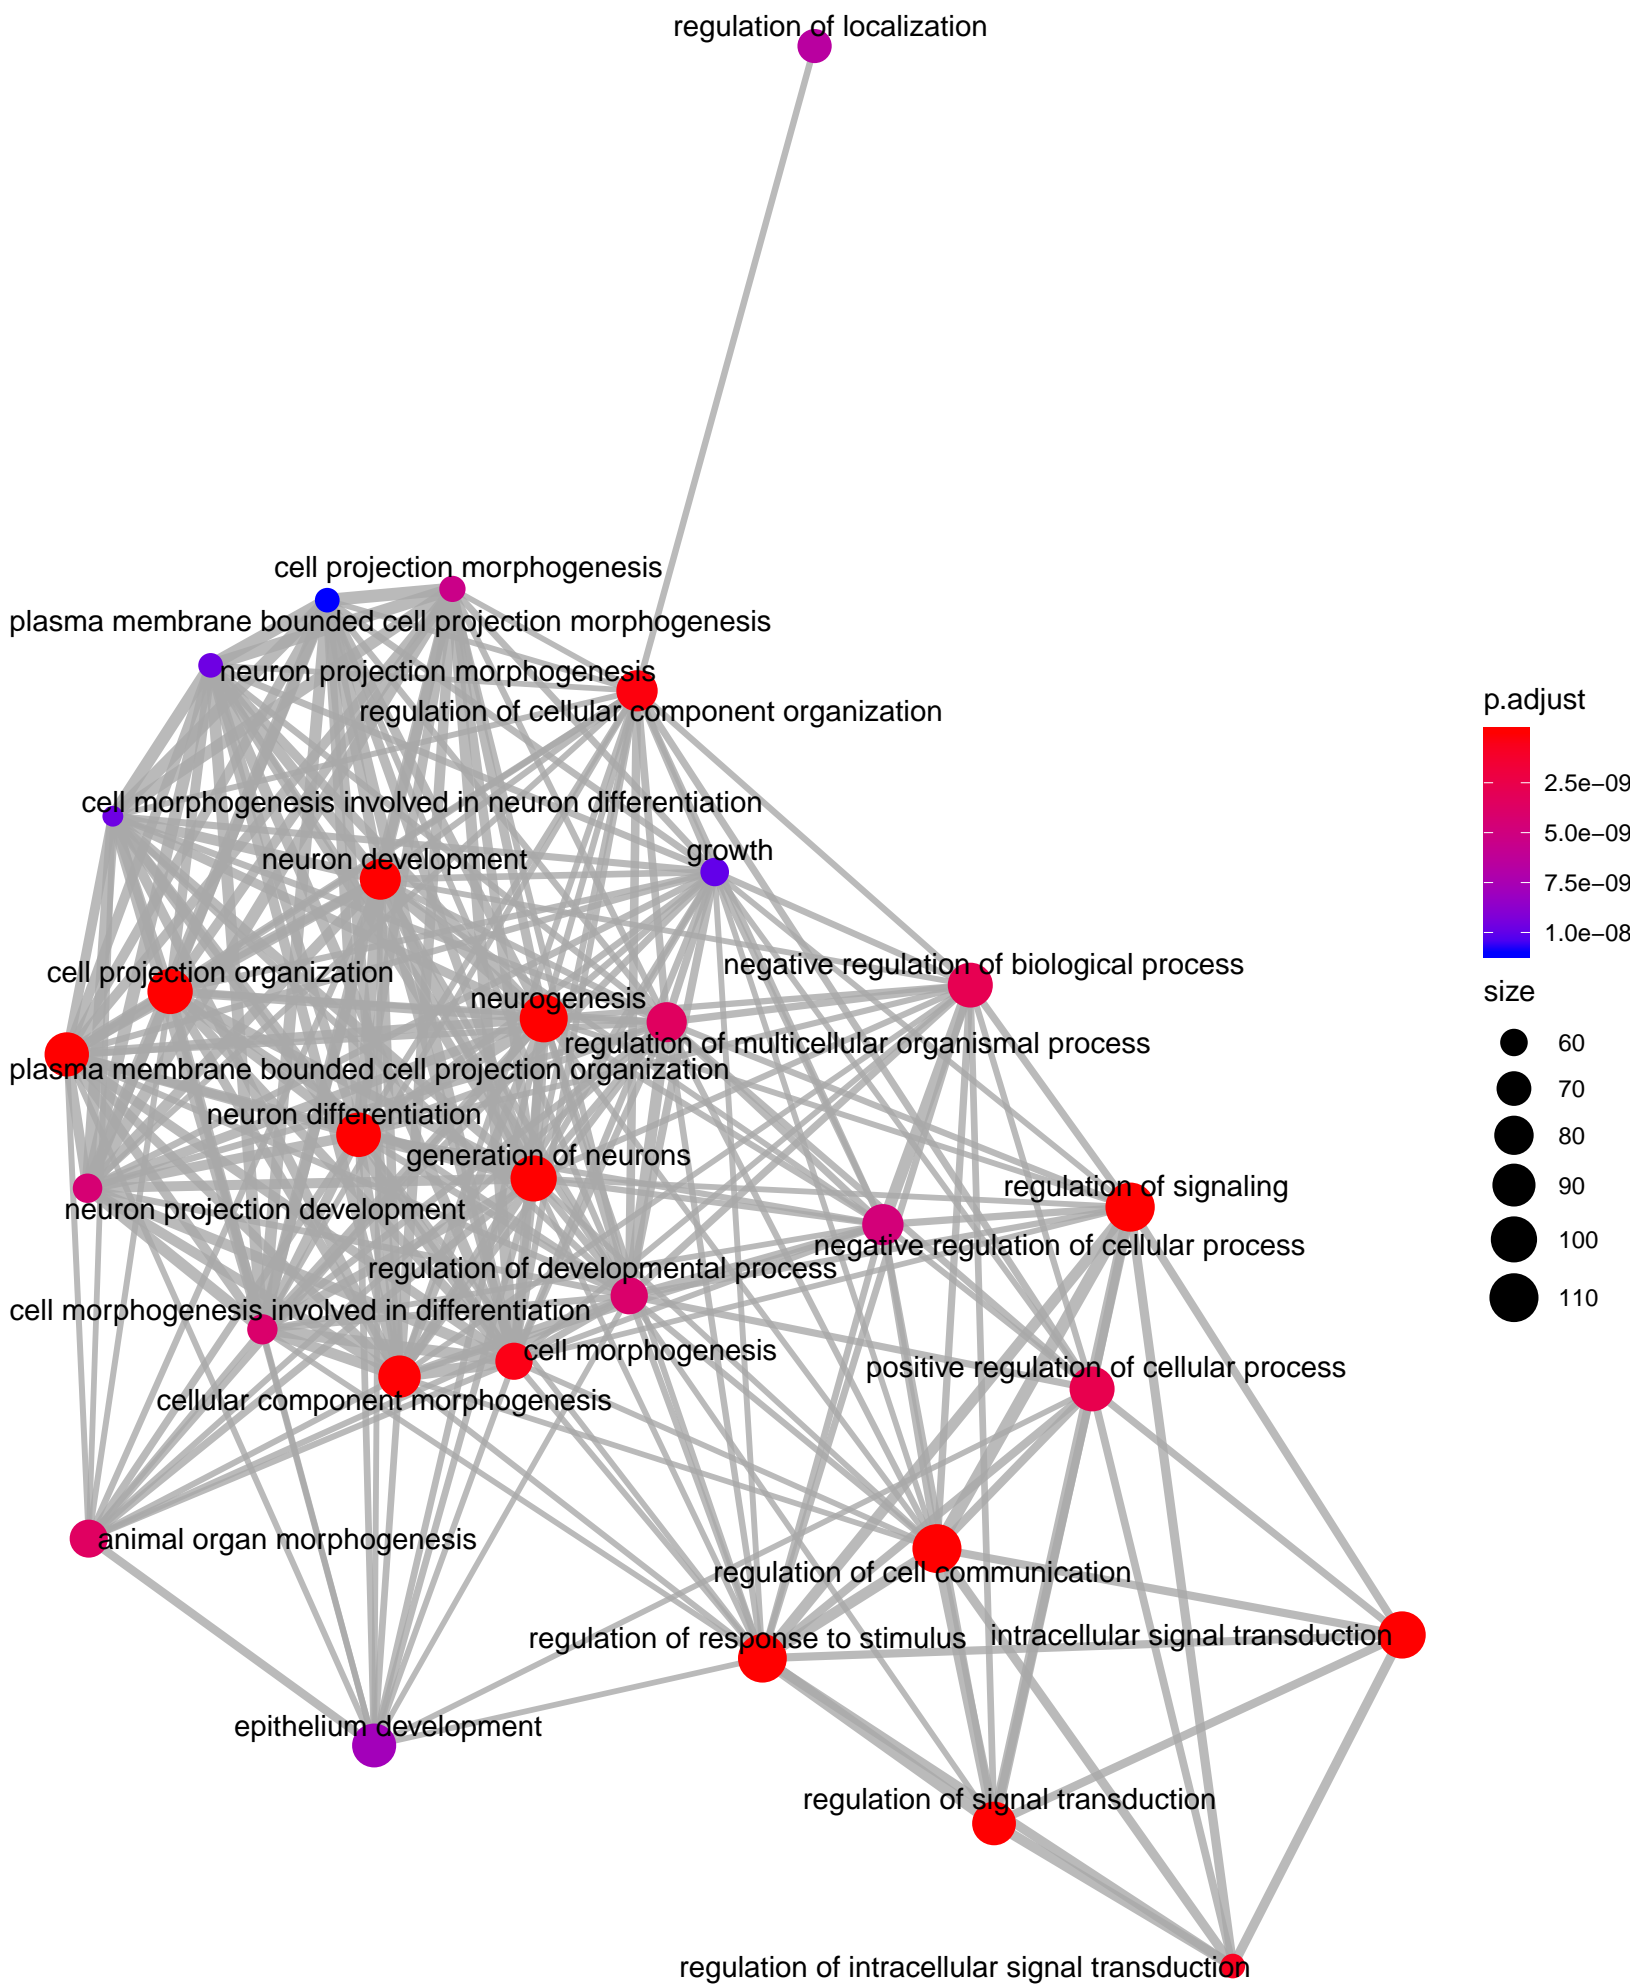 regulation of localization
cell projection morphogenesis
plasma membrane bounded cell projection morphogenesis
neuron projection morphogenesis
regulation of cellular component organization
cell morphogenesis involved in neuron differentiation
growth
neuron development
negative regulation of biological process
cell projection organization
neurogenesis
regulation of multicellular organismal process
plasma membrane bounded cell projection organization
neuron differentiation
generation of neurons
regulation of signaling
neuron projection development
negative regulation of cellular process
regulation of developmental process
cell morphogenesis involved in differentiation
cell morphogenesis
positive regulation of cellular process
cellular component morphogenesis
animal organ morphogenesis
regulation of cell communication
regulation of response to stimulus
intracellular signal transduction
epithelium development
regulation of signal transduction
regulation of intracellular signal transduction
p.adjust
2.5e−09
5.0e−09
7.5e−09
1.0e−08
size
60
70
80
90
100
110